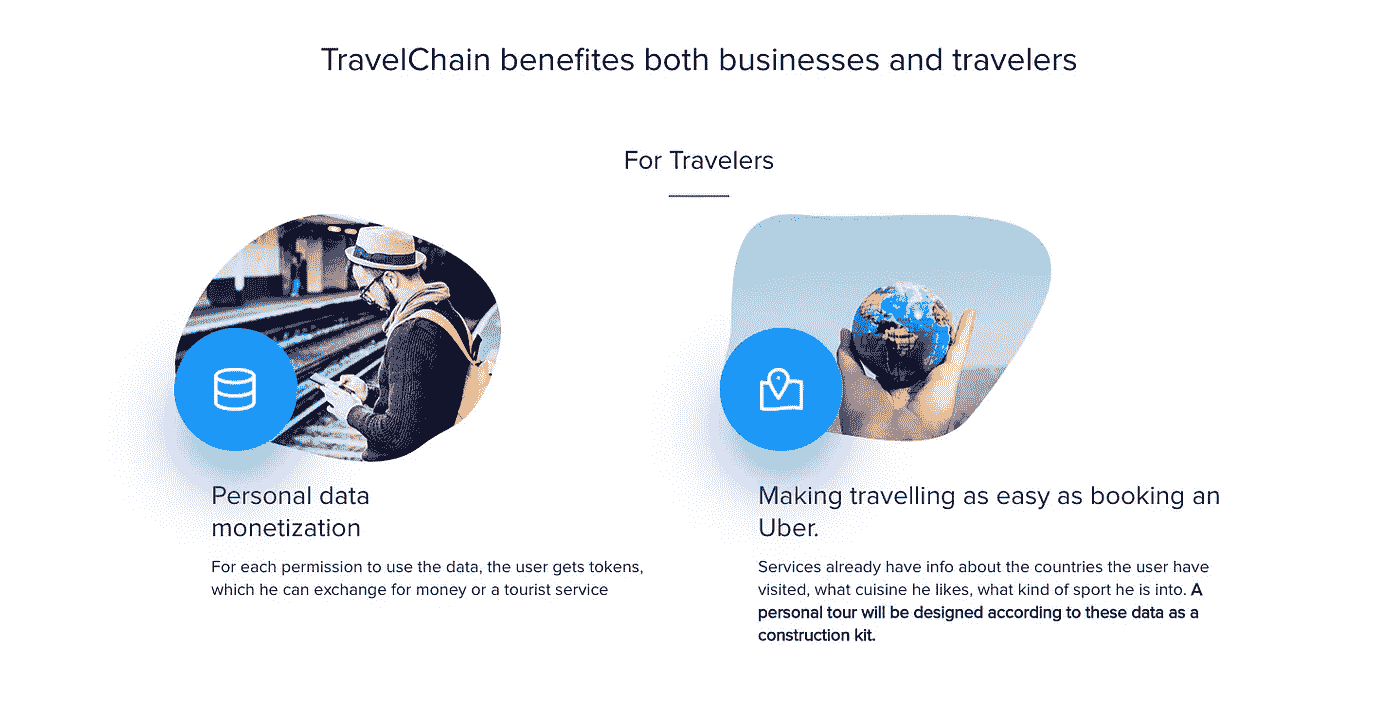 TravelChain benefites both businesses and travelers
For Travelers
Personal data
monetization
For each permission to use the data, the user gets tokens,
which he can exchange for money or a tourist service
Making travelling as easy as booking an
Uber.
Services already have info about the countries the user have
visited, what cuisine he likes, what kind of sport he is into. A
personal tour will be designed according to these data as a
construction kit.